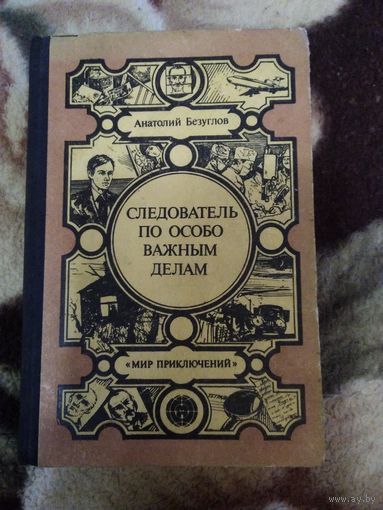 Анатолий Безуглов
СЛЕДОВАТЕЛЬ
ПО ОСОБО
ВАЖНЫМ
ДЕЛАМ
«МИР ПРИКЛЮЧЕНИЙ»
www.ay.by